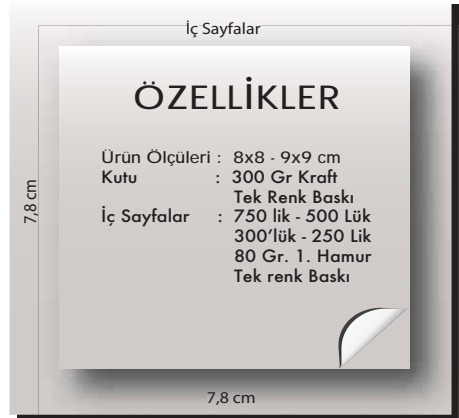 İç Sayfalar
ÖZELLİKLER
Ürün Ölçüleri : 8x8 - 9x9 cm
Kutu : 300 Gr Kraft
Tek Renk Baskı
İç Sayfalar : 750 lik - 500 Lük
300’lük - 250 Lik
80 Gr. 1. Hamur
Tek renk Baskı
7,8 cm
7,8 cm